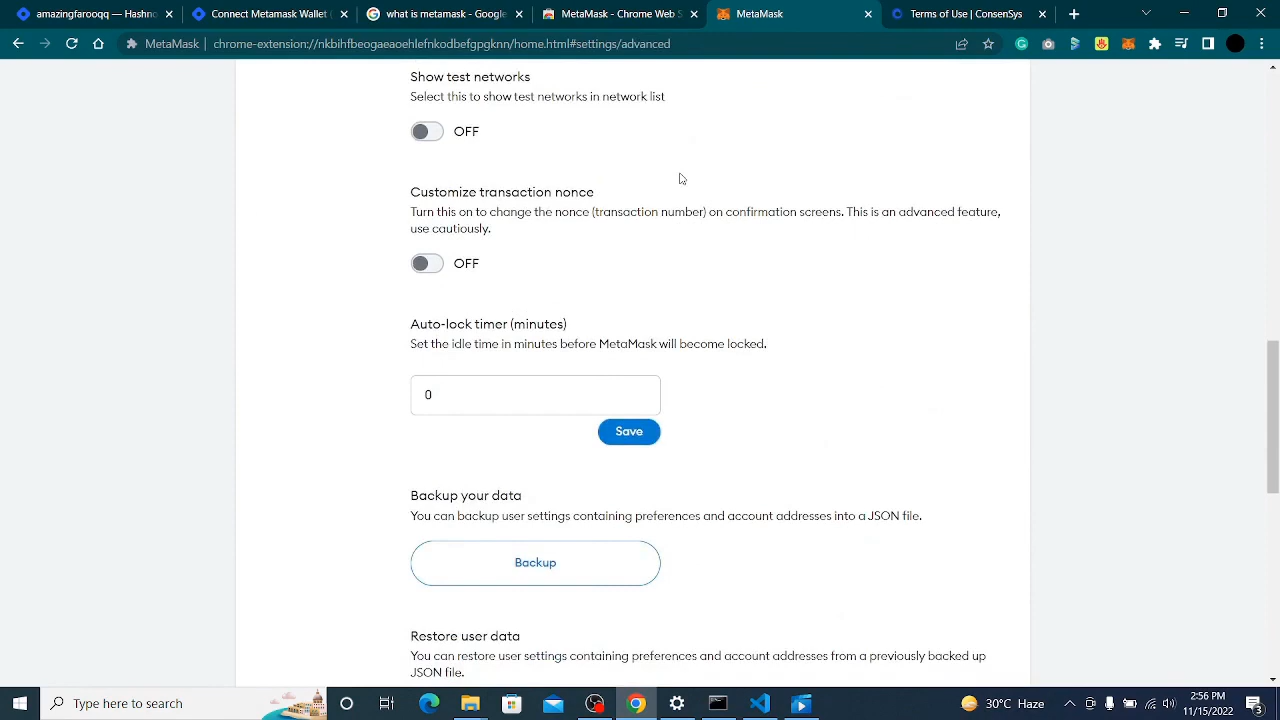 amazingfaroqq — Hashno
Connect Metamask Wallet (
what is metamask - Google
MetaMask - Chrome Web S
MetaMask
Terms of Use | ConsenSys
MetaMask | chrome-extension://nkbihfbeogaeaoehlefnkodbefgpgknn/home.html#settings/advanced
Show test networks
Select this to show test networks in network list
OFF
Customize transaction nonce
Turn this on to change the nonce (transaction number) on confirmation screens. This is an advanced feature,
use cautiously.
OFF
Auto-lock timer (minutes)
Set the idle time in minutes before MetaMask will become locked.
0
Save
Backup your data
You can backup user settings containing preferences and account addresses into a JSON file.
Backup
Restore user data
You can restore user settings containing preferences and account addresses from a previously backed up
JSON file.
Type here to search
30°C Haze
2:56 PM
11/15/2022